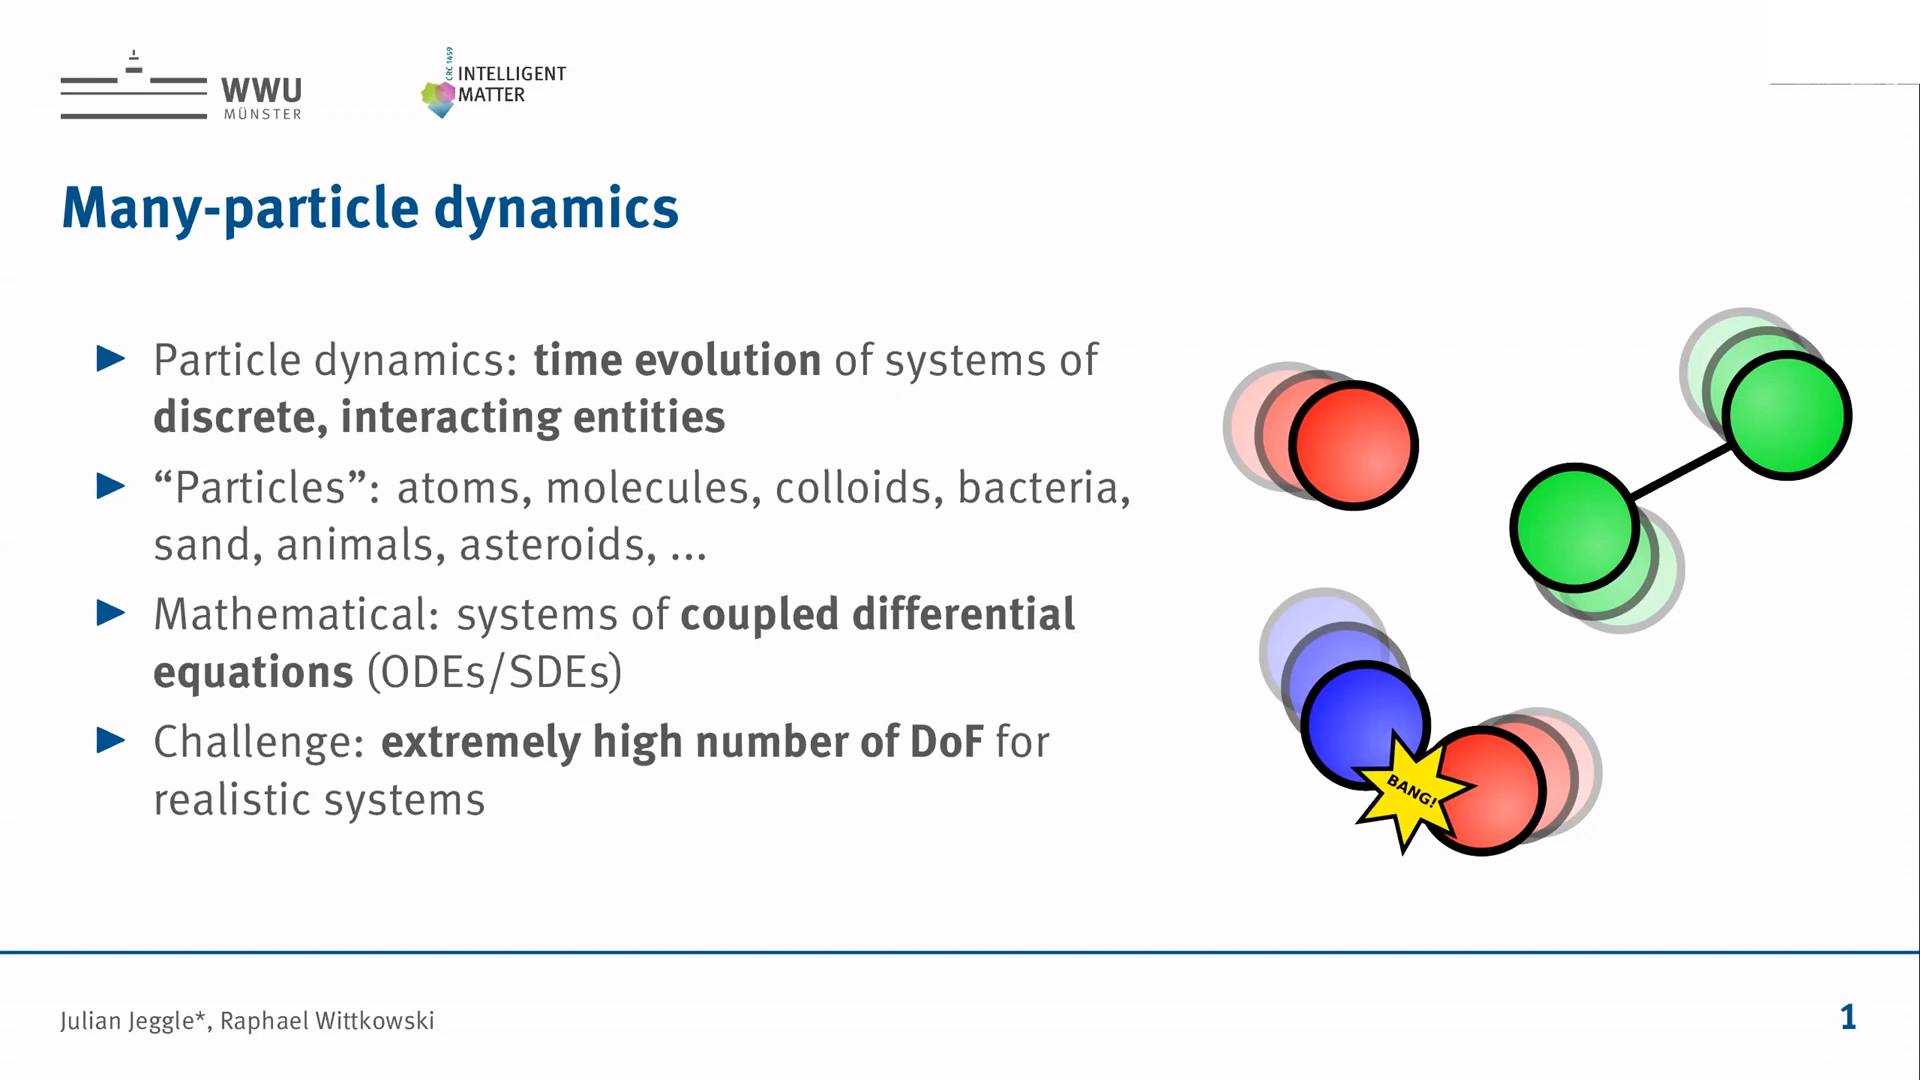 WWU
MÜNSTER
CRC 1459
INTELLIGENT
MATTER
Many-particle dynamics
► Particle dynamics: time evolution of systems of
discrete, interacting entities
► “Particles”: atoms, molecules, colloids, bacteria,
sand, animals, asteroids, ...
► Mathematical: systems of coupled differential
equations (ODEs/SDEs)
► Challenge: extremely high number of DoF for
realistic systems
BANG!
Julian Jeggle*, Raphael Wittkowski
1